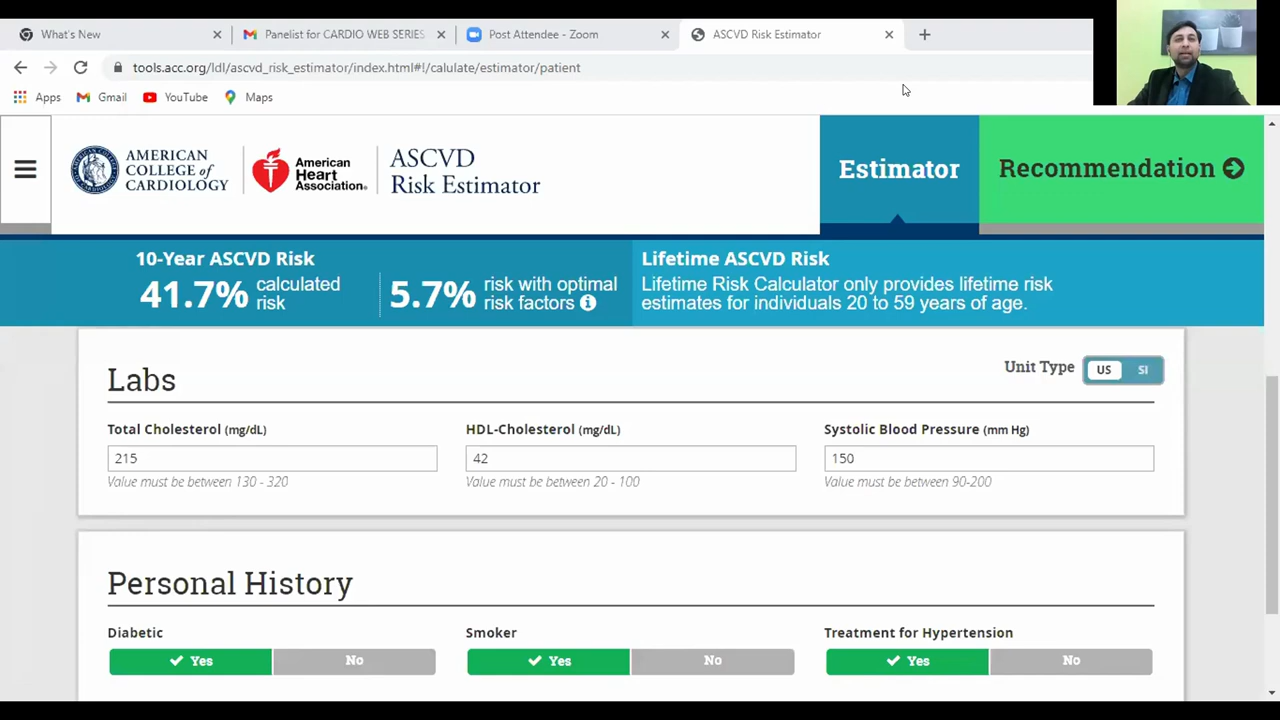 What's New
Panelist for CARDIO WEB SERIES
Post Attendee - Zoom
ASCVD Risk Estimator
tools.acc.org/ldl/ascvd_risk_estimator/index.html#!/calulate/estimator/patient
Apps Gmail YouTube Maps
AMERICAN
COLLEGE of
CARDIOLOGY
American
Heart
Association.
ASCVD
Risk Estimator
Estimator
Recommendation
10-Year ASCVD Risk
41.7% calculated
risk
5.7% risk with optimal
risk factors
Lifetime ASCVD Risk
Lifetime Risk Calculator only provides lifetime risk
estimates for individuals 20 to 59 years of age.
Labs
Unit Type US SI
Total Cholesterol (mg/dL)
215
Value must be between 130 - 320
HDL-Cholesterol (mg/dL)
42
Value must be between 20 - 100
Systolic Blood Pressure (mm Hg)
150
Value must be between 90-200
Personal History
Diabetic
Yes No
Smoker
Yes No
Treatment for Hypertension
Yes No